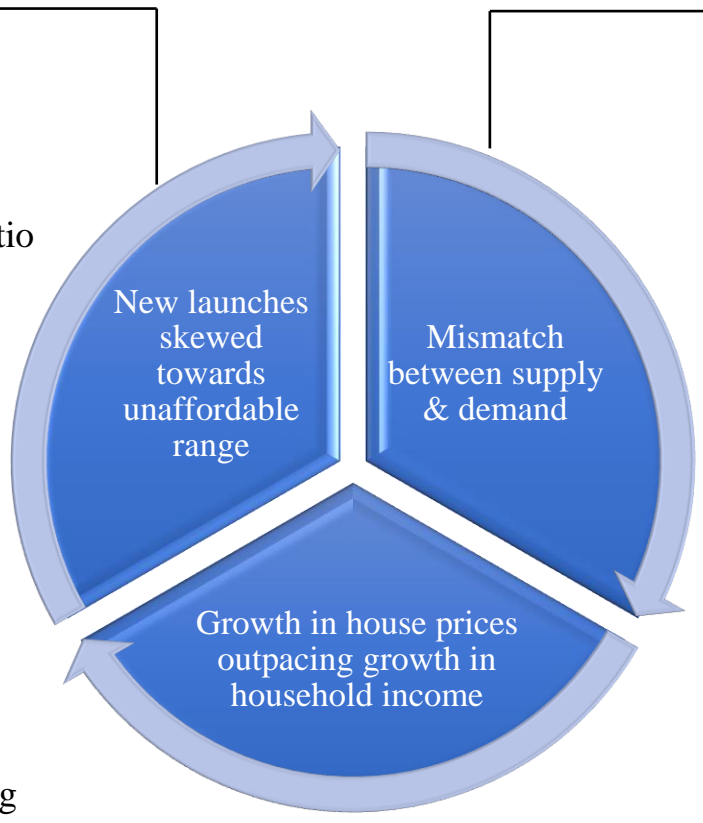 tio
New launches
skewed
towards
unaffordable
range
Mismatch
between supply
& demand
Growth in house prices
outpacing growth in
household income
g